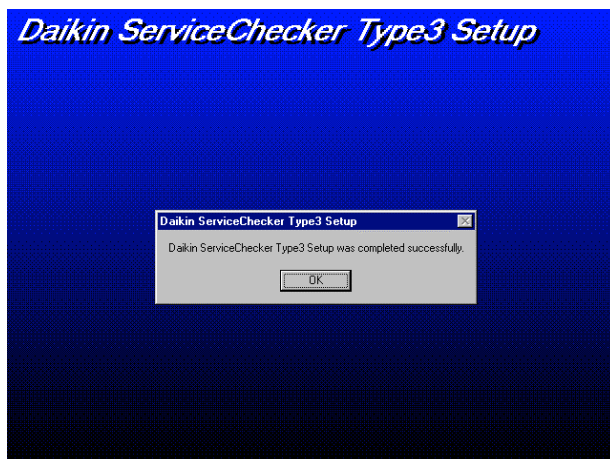 Daikin ServiceChecker Type3 Setup
Daikin ServiceChecker Type3 Setup
Daikin ServiceChecker Type3 Setup was completed successfully.
OK